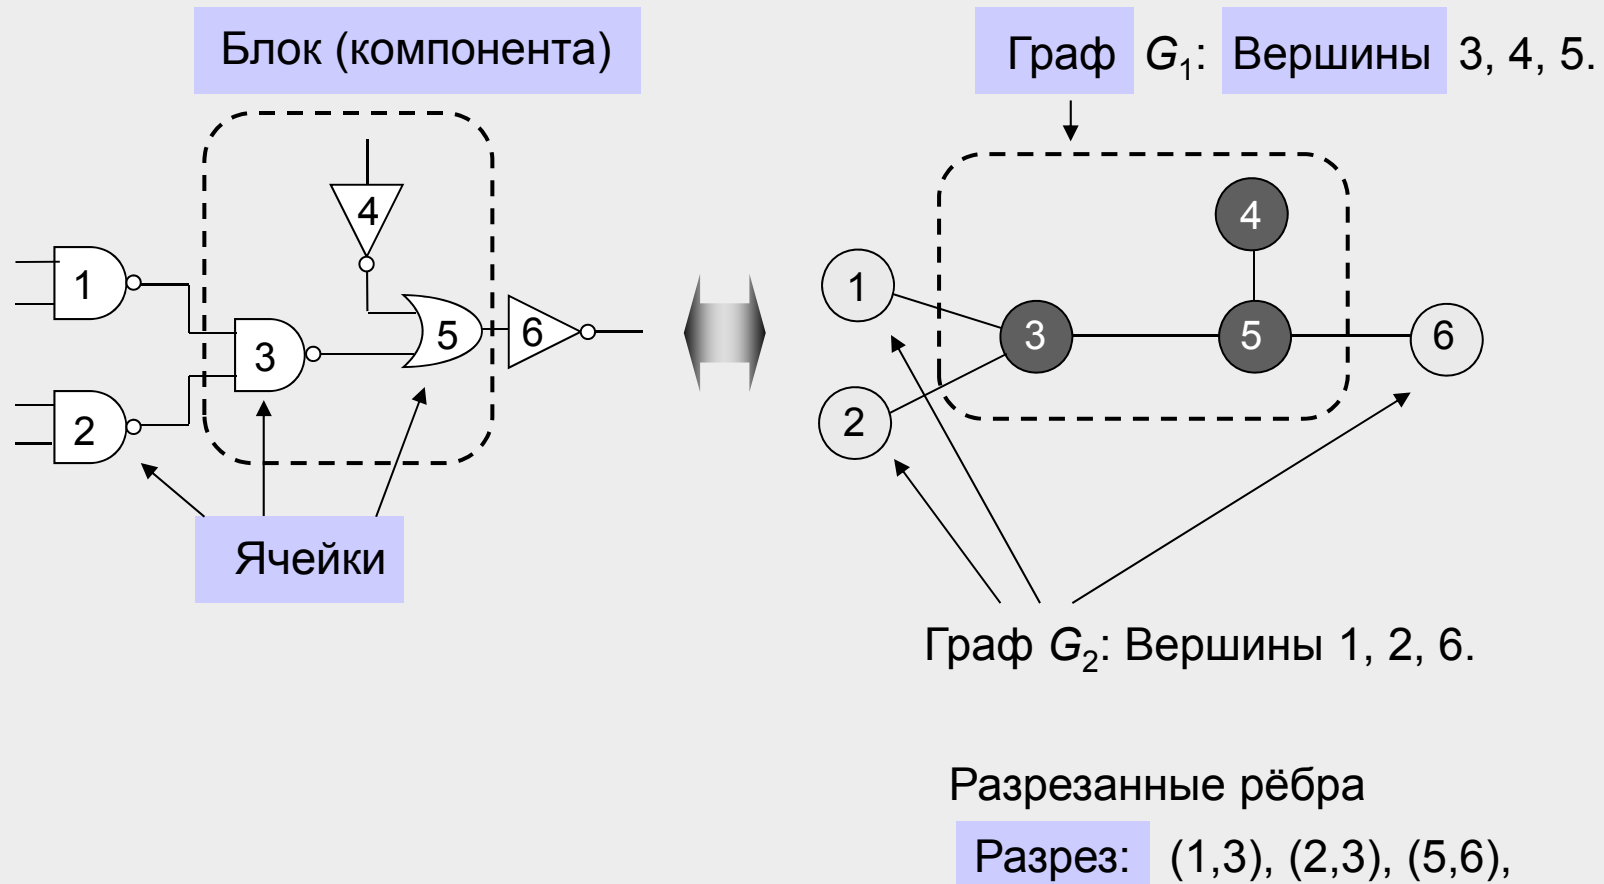 Блок (компонента)
Граф G₁: Вершины 3, 4, 5.
4
1
5
6
3
2
Ячейки
4
1
3
5
6
2
Граф G₂: Вершины 1, 2, 6.
Разрезанные рёбра
Разрез: (1,3), (2,3), (5,6),